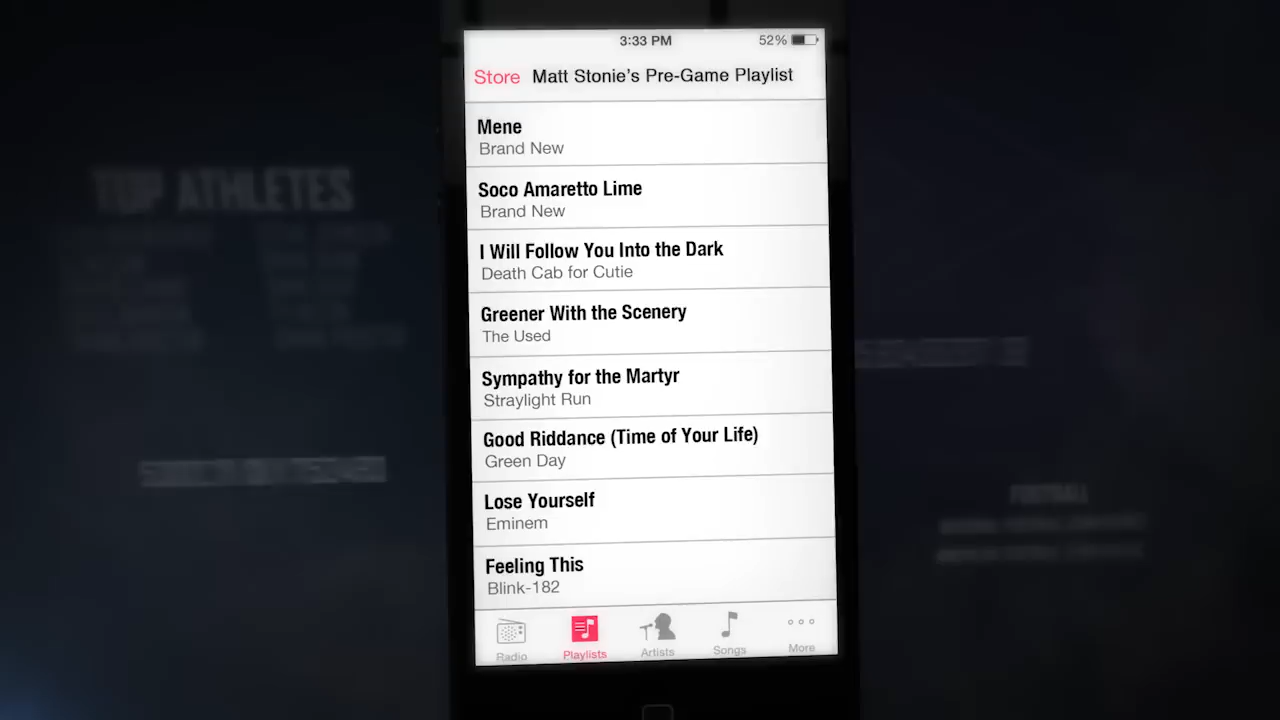 3:33 PM
52%
Store
Matt Stonie's Pre-Game Playlist
Mene
Brand New
Soco Amaretto Lime
Brand New
I Will Follow You Into the Dark
Death Cab for Cutie
Greener With the Scenery
The Used
Sympathy for the Martyr
Straylight Run
Good Riddance (Time of Your Life)
Green Day
Lose Yourself
Eminem
Feeling This
Blink-182
Radio
Playlists
Artists
Songs
More
TOP ATHLETES
FOOTBALL